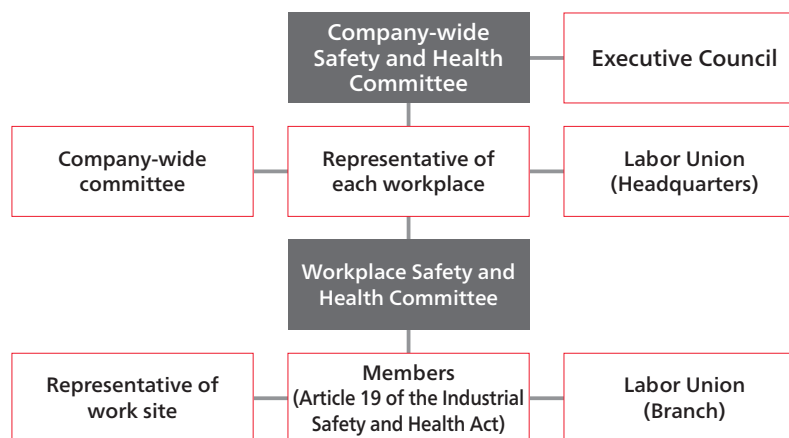 Company-wide
Safety and Health
Committee
Executive Council
Company-wide
committee
Representative of
each workplace
Labor Union
(Headquarters)
Workplace Safety and
Health Committee
Representative of
work site
Members
(Article 19 of the Industrial
Safety and Health Act)
Labor Union
(Branch)